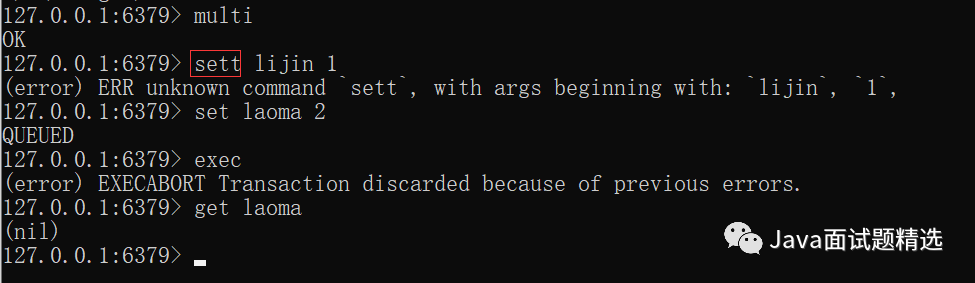 127.0.0.1:6379> multi
OK
127.0.0.1:6379> sett lijin 1
(error) ERR unknown command `sett`, with args beginning with: `lijin`, `1`,
127.0.0.1:6379> set laoma 2
QUEUED
127.0.0.1:6379> exec
(error) EXECABORT Transaction discarded because of previous errors.
127.0.0.1:6379> get laoma
(nil)
127.0.0.1:6379>
Java面试题精选